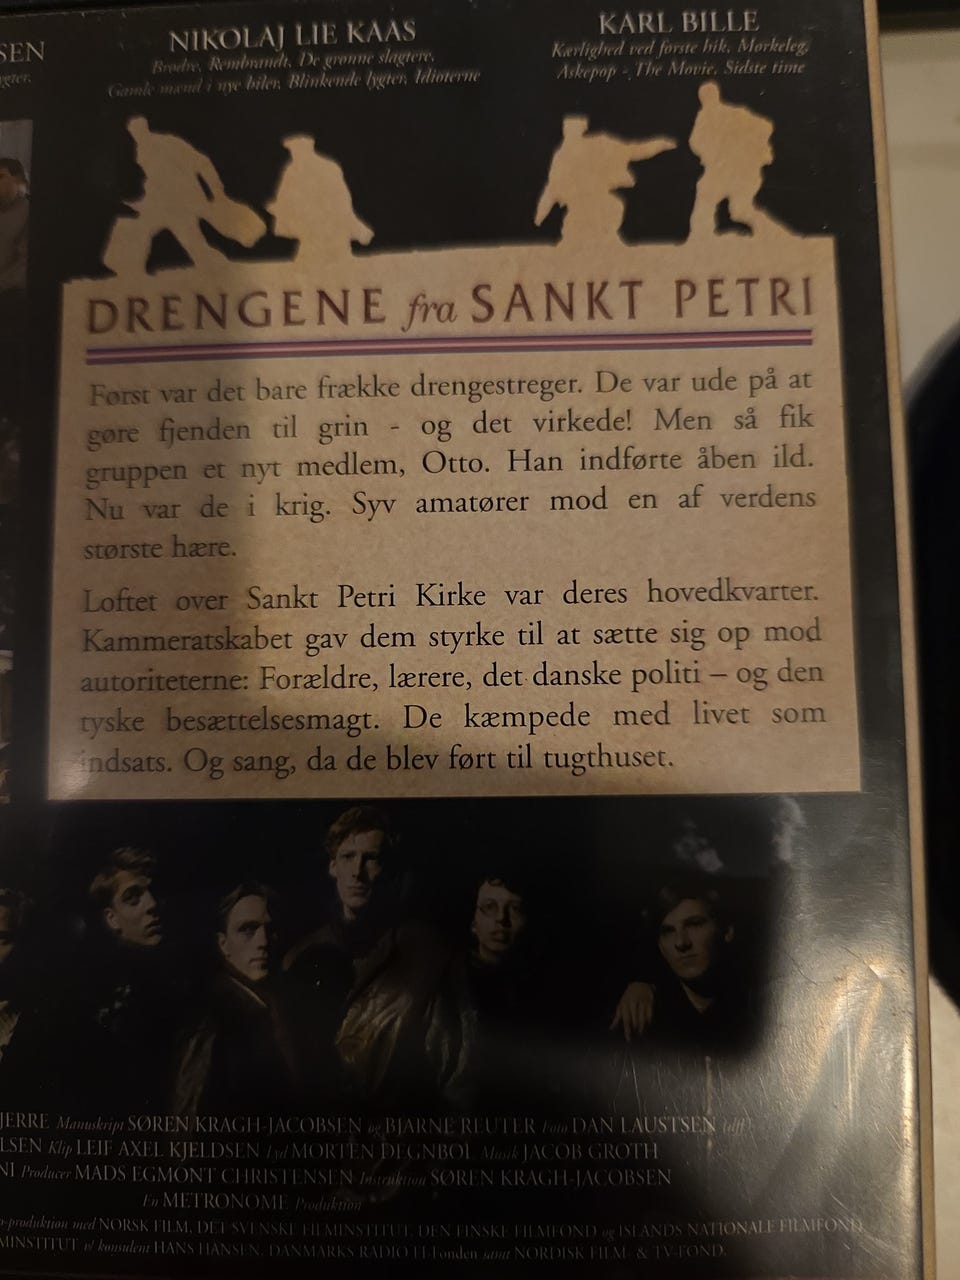 SEN
NIKOLAJ LIE KAAS
Brødre, Rembrandt, De grønne slagtere,
Gamle mænd i nye biler, Blinkende lygter, Idioterne
KARL BILLE
Kærlighed ved første hik, Mørkeleg,
Askepop - The Movie, Sidste time
gter.
DRENGENE fra SANKT PETRI
Først var det bare frække drengestreger. De var ude på at
gøre fjenden til grin - og det virkede! Men så fik
gruppen et nyt medlem, Otto. Han indførte åben ild.
Nu var de i krig. Syv amatører mod en af verdens
største hære.
Loftet over Sankt Petri Kirke var deres hovedkvarter.
Kammeratskabet gav dem styrke til at sætte sig op mod
autoriteterne: Forældre, lærere, det danske politi – og den
tyske besættelsesmagt. De kæmpede med livet som
indsats. Og sang, da de blev ført til tugthuset.
JERRE Manuskript SØREN KRAGH-JACOBSEN og BJARNE REUTER Foto DAN LAUSTSEN (dff)
LSEN Klip LEIF AXEL KJELDSEN Lyd MORTEN DEGNBOL Musik JACOB GROTH
NI Producer MADS EGMONT CHRISTENSEN Instruktion SØREN KRAGH-JACOBSEN
En METRONOME Produktion
o-produktion med NORSK FILM, DET SVENSKE FILMINSTITUT, DEN FINSKE FILMFOND og ISLANDS NATIONALE FILMFOND
MINSTITUT v/ konsulent HANS HANSEN, DANMARKS RADIO TV-Fonden samt NORDISK FILM- & TV-FOND.